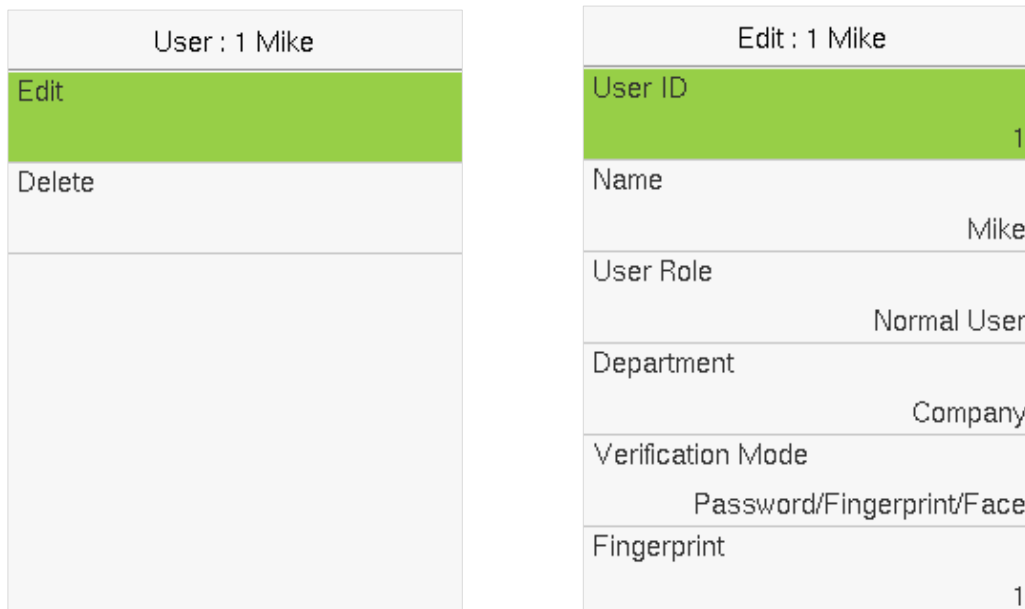 User : 1 Mike
Edit
Delete
Edit : 1 Mike
User ID
1
Name
Mike
User Role
Normal User
Department
Company
Verification Mode
Password/Fingerprint/Face
Fingerprint
1